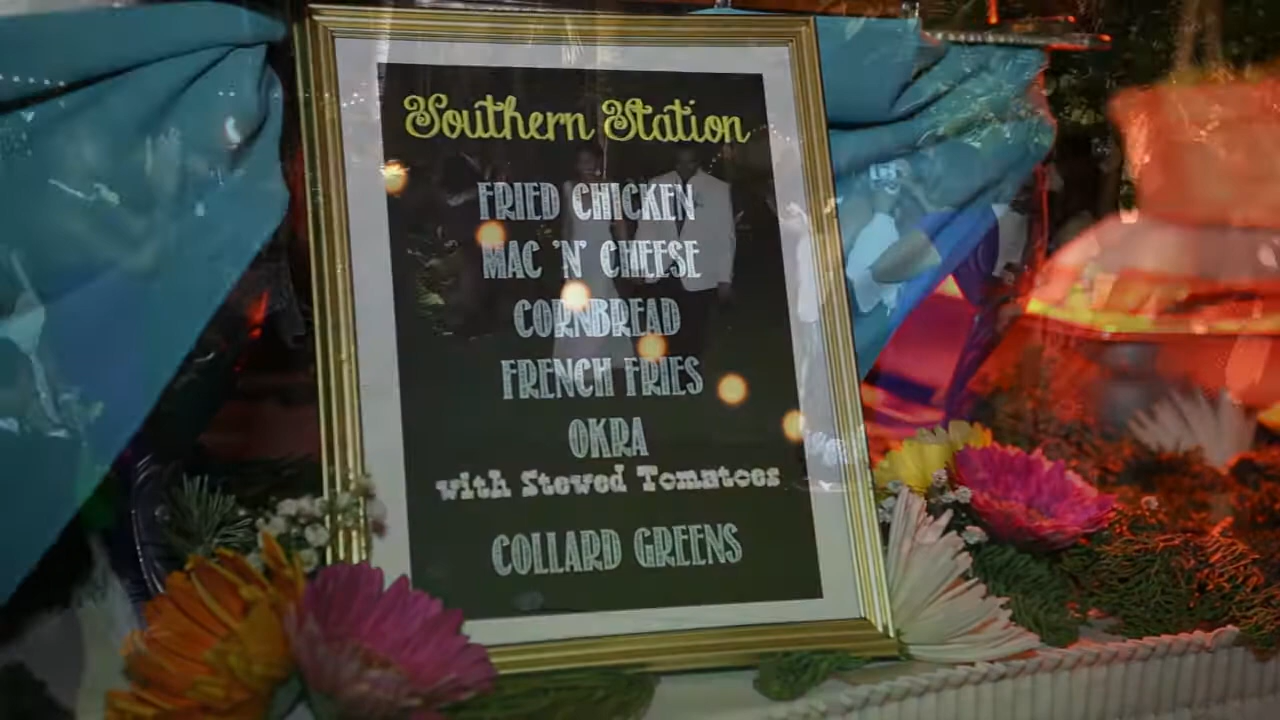 Southern Station
FRIED CHICKEN
MAC 'N' CHEESE
CORNBREAD
FRENCH FRIES
OKRA
with Stewed Tomatoes
COLLARD GREENS